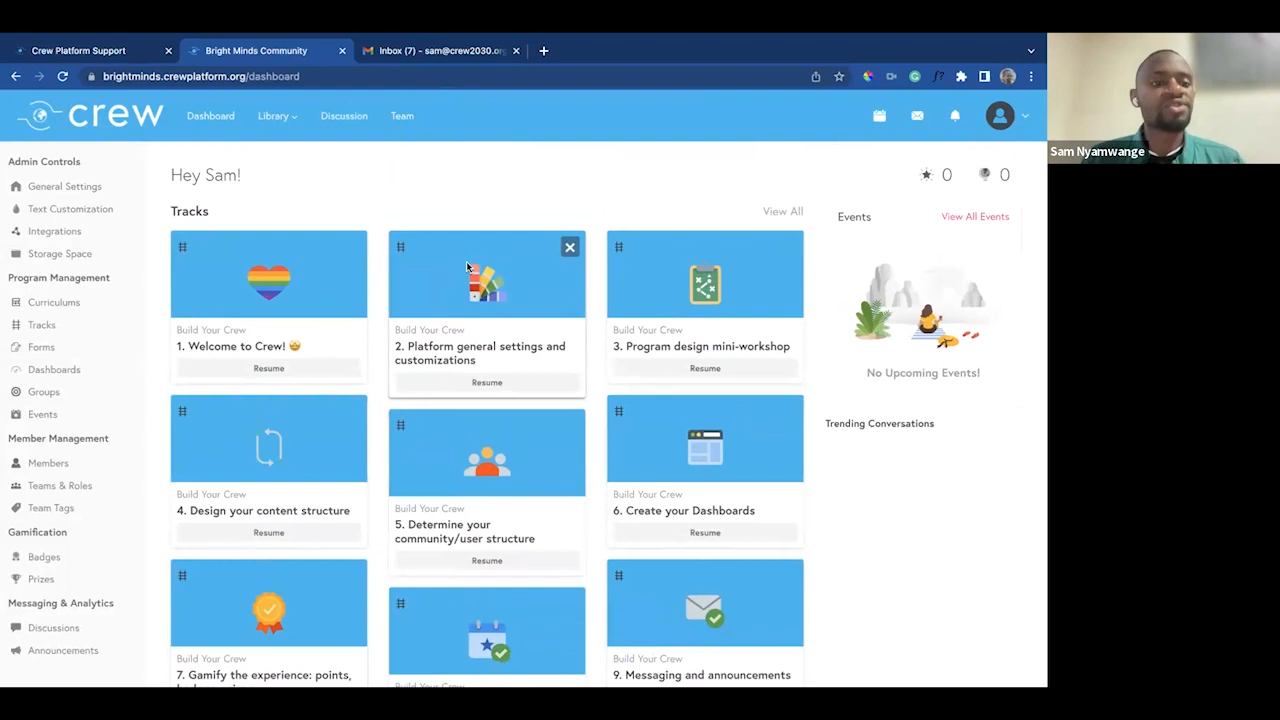 Crew Platform Support
Bright Minds Community
Inbox (7) - sam@crew2030.or
brightminds.crewplatform.org/dashboard
crew
Dashboard
Library
Discussion
Team
Sam Nyamwange
Admin Controls
General Settings
Text Customization
Integrations
Storage Space
Program Management
Curriculums
Tracks
Forms
Dashboards
Groups
Events
Member Management
Members
Teams & Roles
Team Tags
Gamification
Badges
Prizes
Messaging & Analytics
Discussions
Announcements
Hey Sam!
0
0
Tracks
View All
Build Your Crew
1. Welcome to Crew! 🤩
Resume
Build Your Crew
2. Platform general settings and
customizations
Resume
Build Your Crew
3. Program design mini-workshop
Resume
Build Your Crew
4. Design your content structure
Resume
Build Your Crew
5. Determine your
community/user structure
Resume
Build Your Crew
6. Create your Dashboards
Resume
Build Your Crew
7. Gamify the experience: points,
Build Your Crew
Build Your Crew
9. Messaging and announcements
Events
View All Events
No Upcoming Events!
Trending Conversations